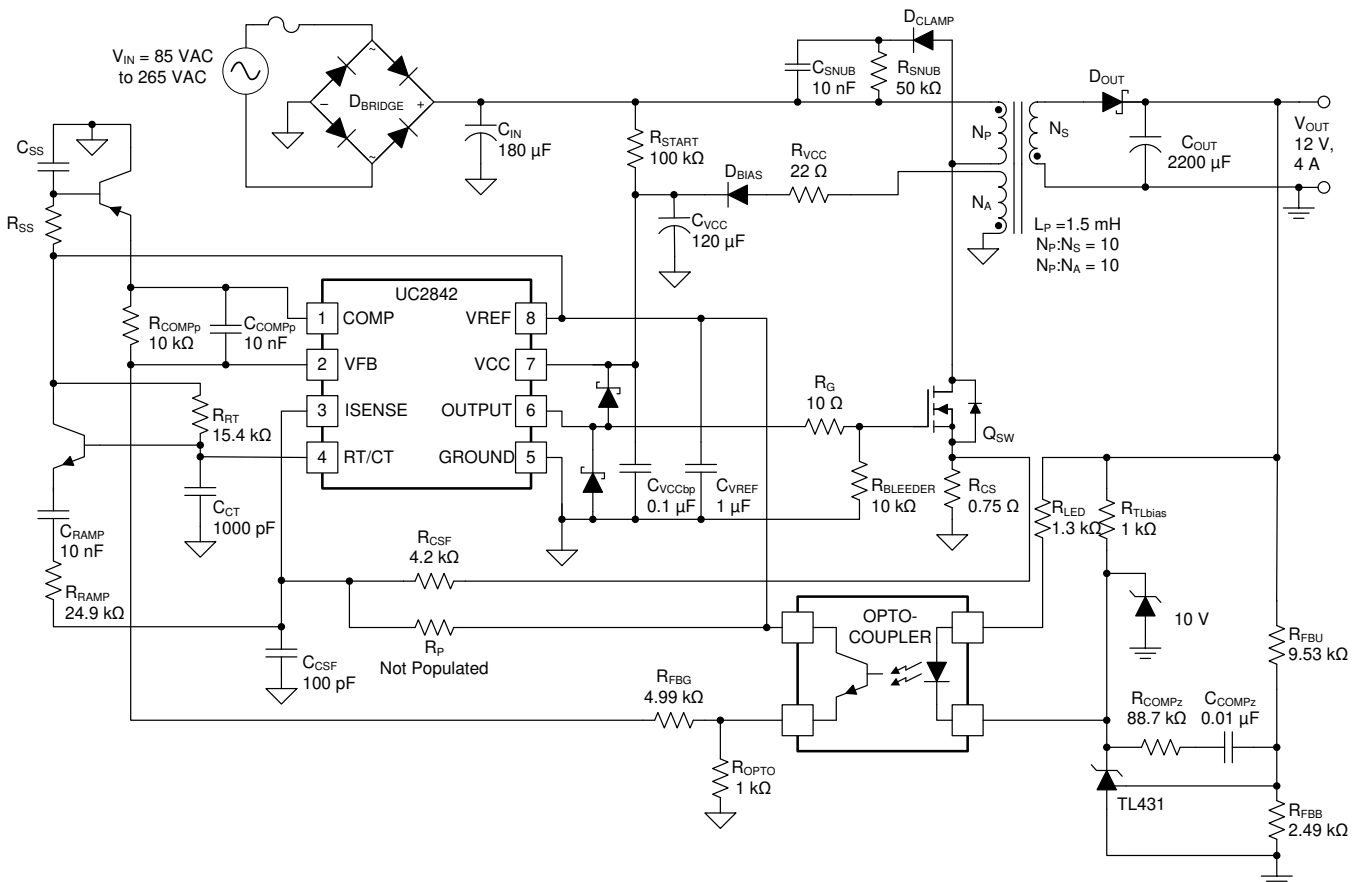 V_IN = 85 VAC
to 265 VAC
D_BRIDGE
~
~
−
+
C_IN
180 µF
C_SNUB
10 nF
R_SNUB
50 kΩ
D_CLAMP
R_START
100 kΩ
D_BIAS
R_VCC
22 Ω
C_VCC
120 µF
N_P
N_S
N_A
L_P =1.5 mH
N_P:N_S = 10
N_P:N_A = 10
D_OUT
C_OUT
2200 µF
V_OUT
12 V,
4 A
C_SS
R_SS
R_COMPp
10 kΩ
C_COMPp
10 nF
UC2842
1 COMP
2 VFB
3 ISENSE
4 RT/CT
VREF 8
VCC 7
OUTPUT 6
GROUND 5
R_RT
15.4 kΩ
C_CT
1000 pF
C_RAMP
10 nF
R_RAMP
24.9 kΩ
C_CSF
100 pF
R_CSF
4.2 kΩ
R_P
Not Populated
C_VCCbp
0.1 µF
C_VREF
1 µF
R_G
10 Ω
R_BLEEDER
10 kΩ
Q_SW
R_CS
0.75 Ω
R_LED
1.3 kΩ
R_TLbias
1 kΩ
10 V
OPTO-
COUPLER
R_FBG
4.99 kΩ
R_OPTO
1 kΩ
R_FBU
9.53 kΩ
R_COMPz
88.7 kΩ
C_COMPz
0.01 µF
TL431
R_FBB
2.49 kΩ